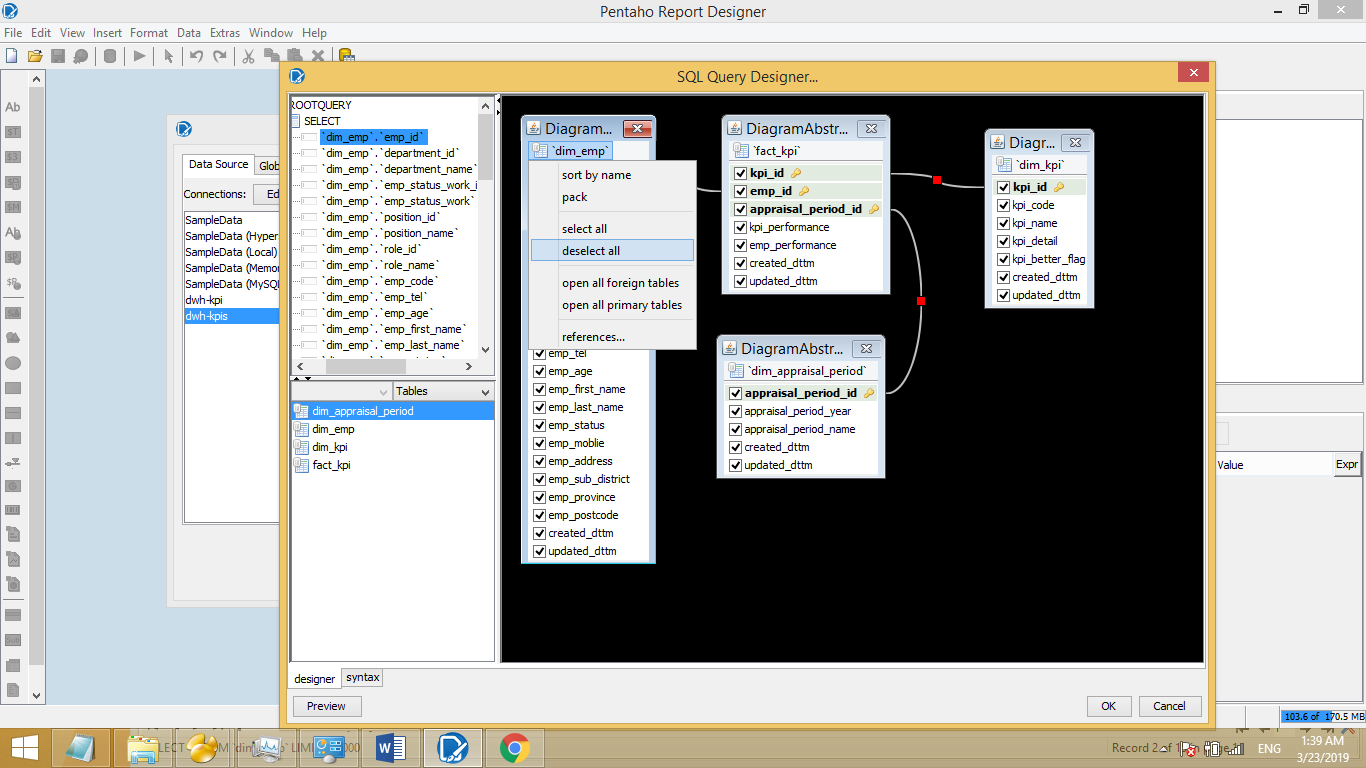 Pentaho Report Designer
File Edit View Insert Format Data Extras Window Help
SQL Query Designer...
Data Source
Connections:
SampleData
SampleData (Hyper
SampleData (Local)
SampleData (Memor
SampleData (MySQL
dwh-kpi
dwh-kpis
ROOTQUERY
SELECT
`dim_emp`.`emp_id`
`dim_emp`.`department_id`
`dim_emp`.`department_name`
`dim_emp`.`emp_status_work_i
`dim_emp`.`emp_status_work`
`dim_emp`.`position_id`
`dim_emp`.`position_name`
`dim_emp`.`role_id`
`dim_emp`.`role_name`
`dim_emp`.`emp_code`
`dim_emp`.`emp_tel`
`dim_emp`.`emp_age`
`dim_emp`.`emp_first_name`
`dim_emp`.`emp_last_name`
Tables
dim_appraisal_period
dim_emp
dim_kpi
fact_kpi
Diagram...
`dim_emp`
sort by name
pack
select all
deselect all
open all foreign tables
open all primary tables
references...
emp_tel
emp_age
emp_first_name
emp_last_name
emp_status
emp_moblie
emp_address
emp_sub_district
emp_province
emp_postcode
created_dttm
updated_dttm
DiagramAbstr...
`fact_kpi`
kpi_id
emp_id
appraisal_period_id
kpi_performance
emp_performance
created_dttm
updated_dttm
DiagramAbstr...
`dim_appraisal_period`
appraisal_period_id
appraisal_period_year
appraisal_period_name
created_dttm
updated_dttm
Diagr...
`dim_kpi`
kpi_id
kpi_code
kpi_name
kpi_detail
kpi_better_flag
created_dttm
updated_dttm
Value Expr
designer syntax
Preview OK Cancel
103.6 of 170.5 MB
Record 2 of
ENG
1:39 AM
3/23/2019